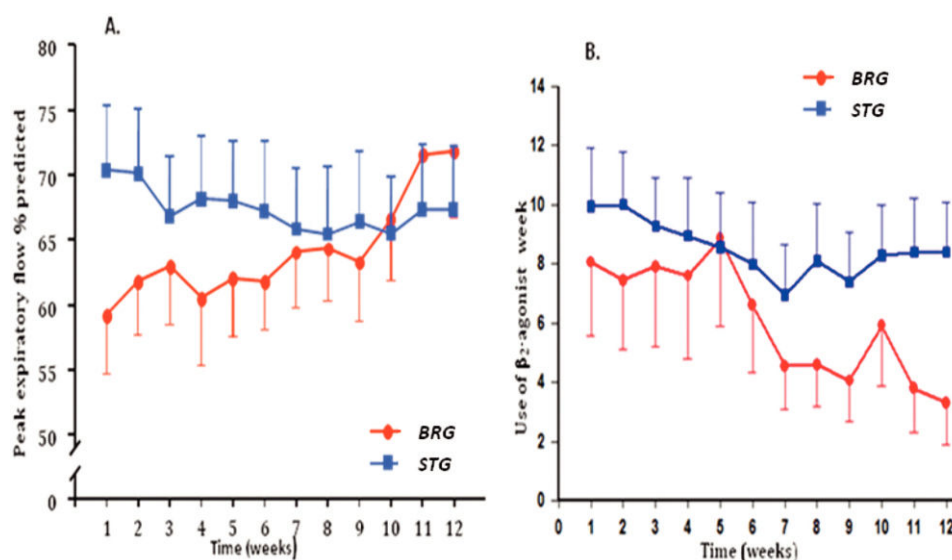 A.
80
75
70
65
60
55
50
0
Peak expiratory flow % predicted
BRG
STG
1 2 3 4 5 6 7 8 9 10 11 12
Time (weeks)
B.
14
12
10
8
6
4
2
0
Use of β2-agonist week
BRG
STG
0 1 2 3 4 5 6 7 8 9 10 11 12
Time (weeks)